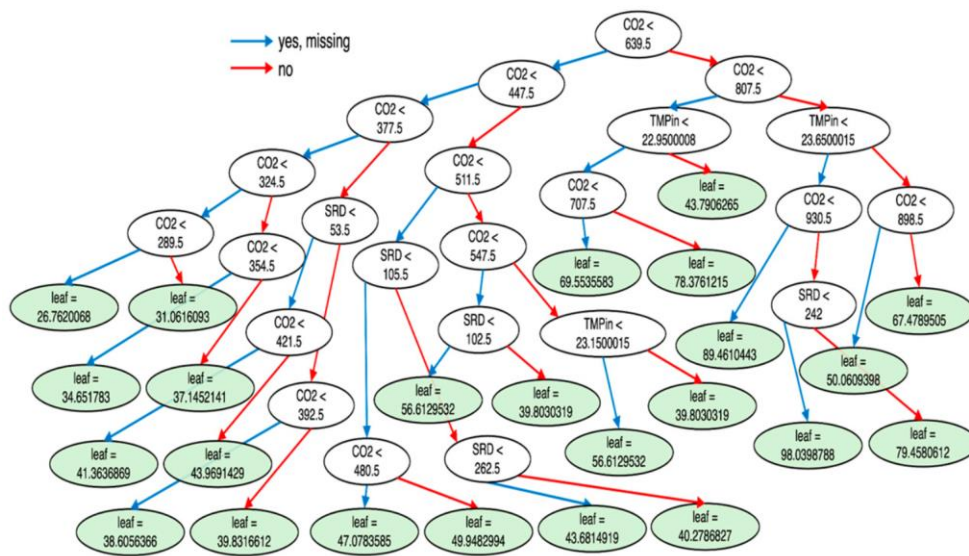 yes, missing
no
CO2 <
639.5
CO2 <
447.5
CO2 <
807.5
CO2 <
377.5
TMPin <
22.9500008
TMPin <
23.6500015
CO2 <
324.5
CO2 <
511.5
CO2 <
707.5
leaf =
43.7906265
CO2 <
930.5
CO2 <
898.5
CO2 <
289.5
SRD <
53.5
CO2 <
354.5
SRD <
105.5
CO2 <
547.5
leaf =
69.5535583
leaf =
78.3761215
leaf =
26.7620068
leaf =
31.0616093
SRD <
242
leaf =
67.4789505
CO2 <
421.5
SRD <
102.5
TMPin <
23.1500015
leaf =
89.4610443
leaf =
50.0609398
leaf =
34.651783
leaf =
37.1452141
CO2 <
392.5
leaf =
56.6129532
leaf =
39.8030319
leaf =
39.8030319
leaf =
41.3636869
leaf =
43.9691429
CO2 <
480.5
SRD <
262.5
leaf =
56.6129532
leaf =
98.0398788
leaf =
79.4580612
leaf =
38.6056366
leaf =
39.8316612
leaf =
47.0783585
leaf =
49.9482994
leaf =
43.6814919
leaf =
40.2786827